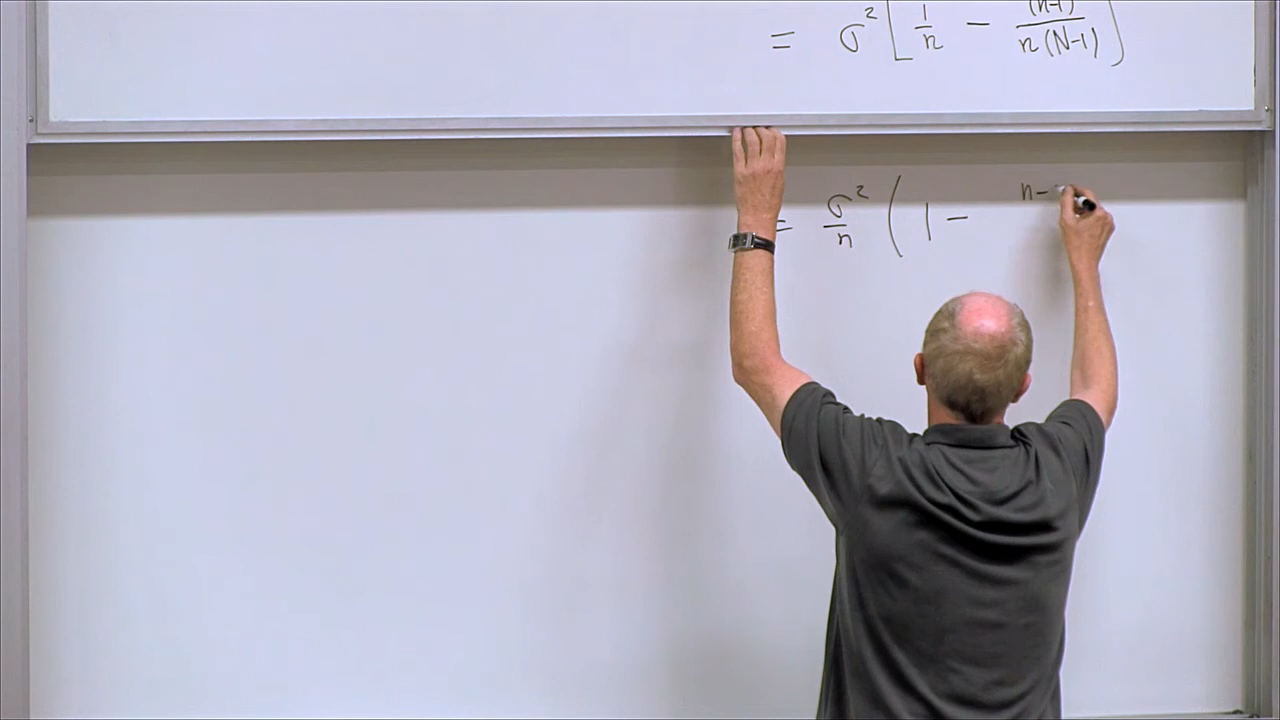 = σ² [ 1/n − (n-1)/n(N-1) ]
= σ²/n ( 1 − n−